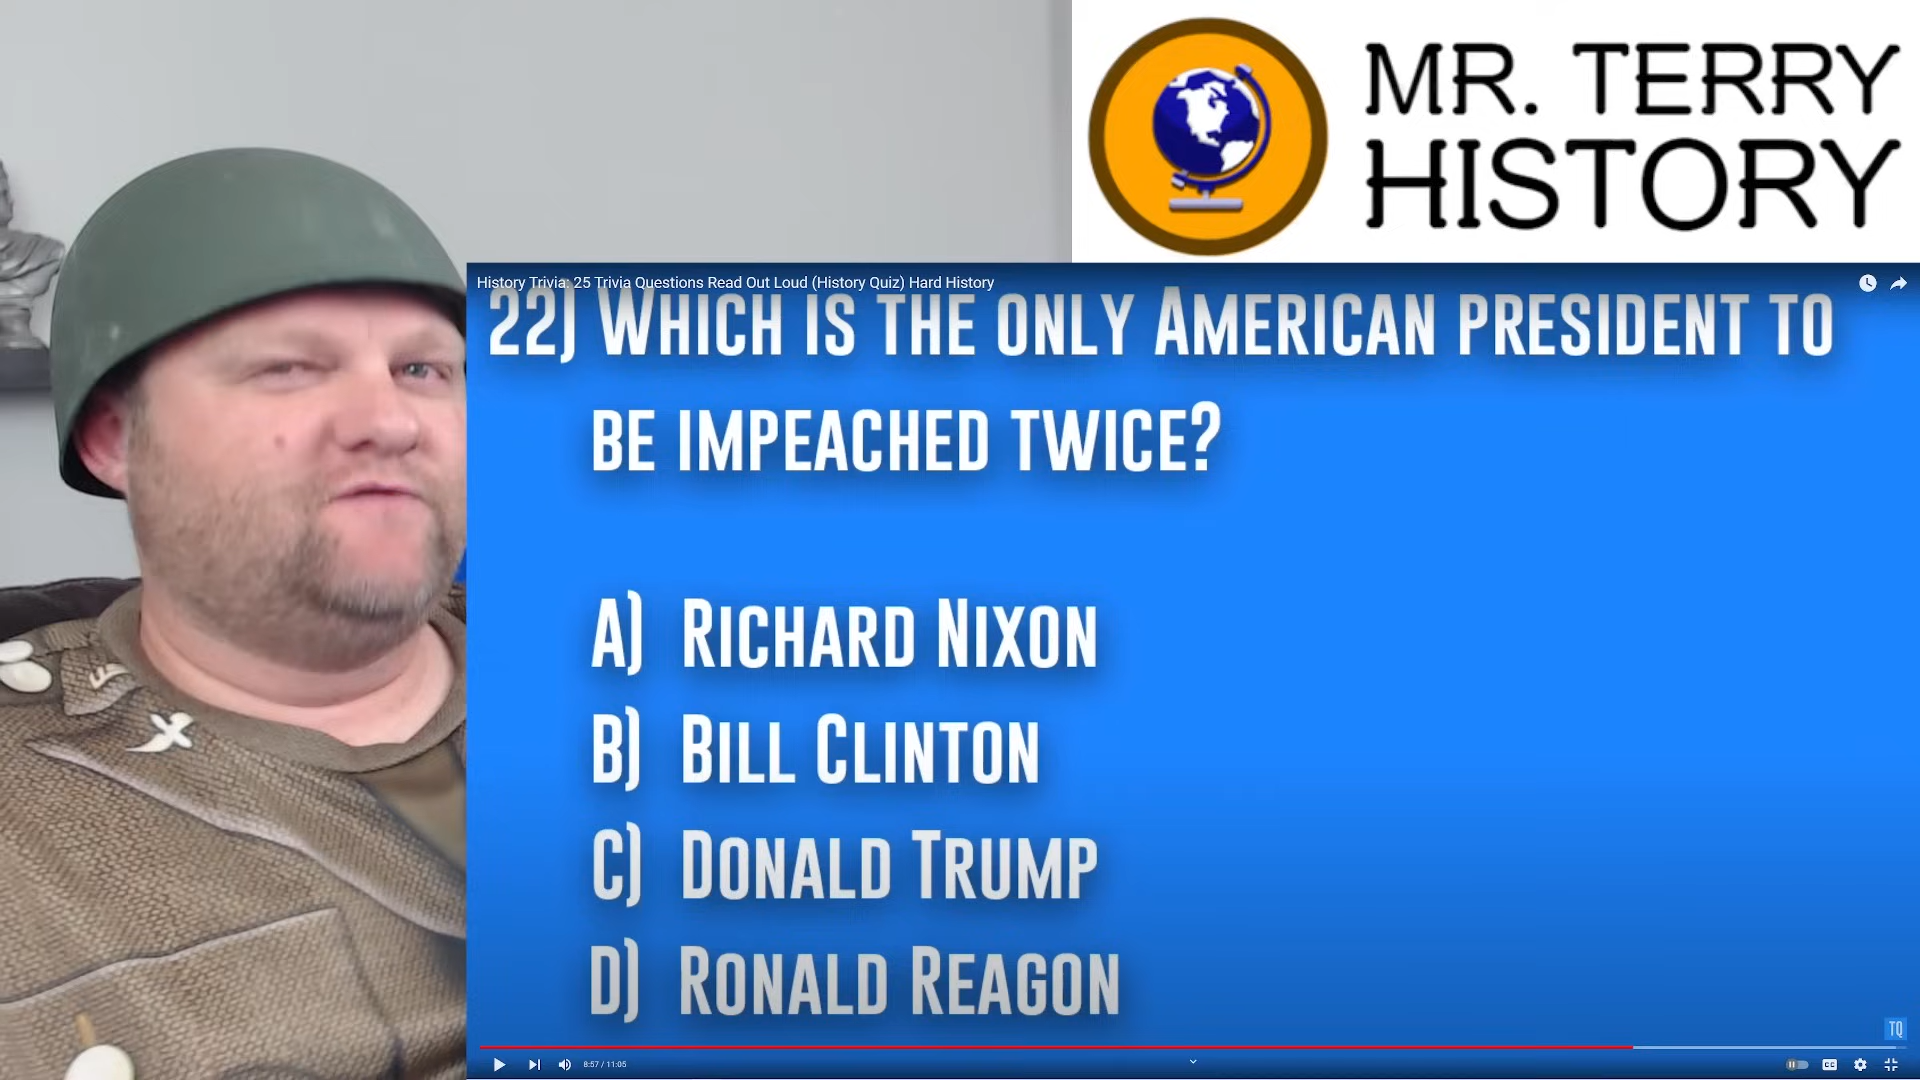 MR. TERRY
HISTORY
History Trivia: 25 Trivia Questions Read Out Loud (History Quiz) Hard History
22) WHICH IS THE ONLY AMERICAN PRESIDENT TO
BE IMPEACHED TWICE?
A) RICHARD NIXON
B) BILL CLINTON
C) DONALD TRUMP
D) RONALD REAGON
TQ
8:57 / 11:05
CC